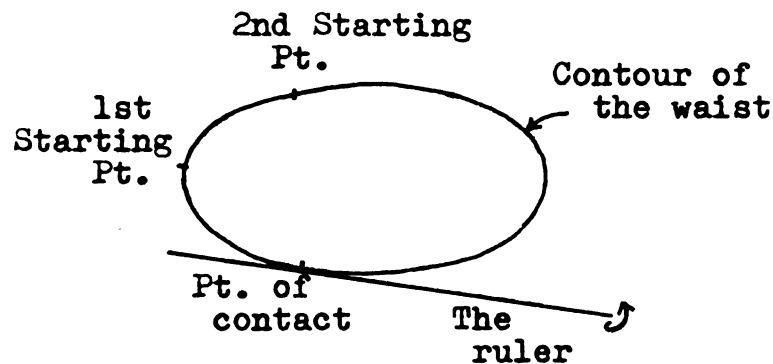 2nd Starting
Pt.
Contour of
the waist
1st
Starting
Pt.
Pt. of
contact
The
ruler